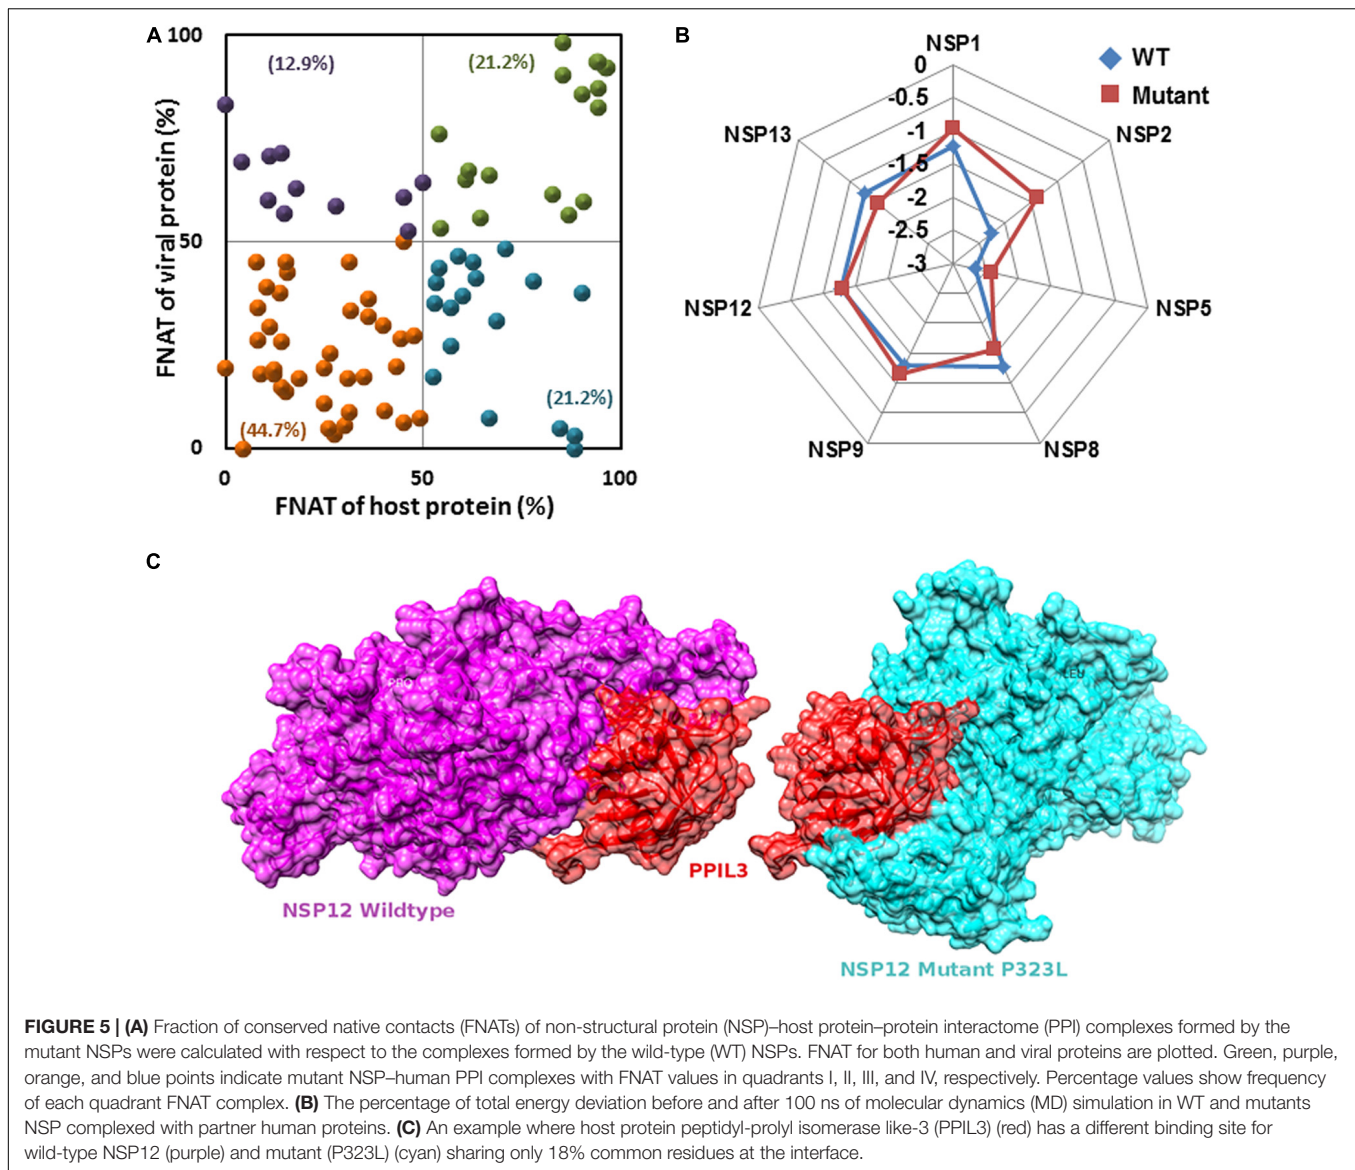 A
100
50
0
0
50
100
FNAT of viral protein (%)
FNAT of host protein (%)
(12.9%)
(21.2%)
(44.7%)
(21.2%)
B
NSP1
NSP2
NSP5
NSP8
NSP9
NSP12
NSP13
0
-0.5
-1
-1.5
-2
-2.5
-3
WT
Mutant
C
PRO
LEU
PPIL3
NSP12 Wildtype
NSP12 Mutant P323L
FIGURE 5 | (A) Fraction of conserved native contacts (FNATs) of non-structural protein (NSP)–host protein–protein interactome (PPI) complexes formed by the
mutant NSPs were calculated with respect to the complexes formed by the wild-type (WT) NSPs. FNAT for both human and viral proteins are plotted. Green, purple,
orange, and blue points indicate mutant NSP–human PPI complexes with FNAT values in quadrants I, II, III, and IV, respectively. Percentage values show frequency
of each quadrant FNAT complex. (B) The percentage of total energy deviation before and after 100 ns of molecular dynamics (MD) simulation in WT and mutants
NSP complexed with partner human proteins. (C) An example where host protein peptidyl-prolyl isomerase like-3 (PPIL3) (red) has a different binding site for
wild-type NSP12 (purple) and mutant (P323L) (cyan) sharing only 18% common residues at the interface.